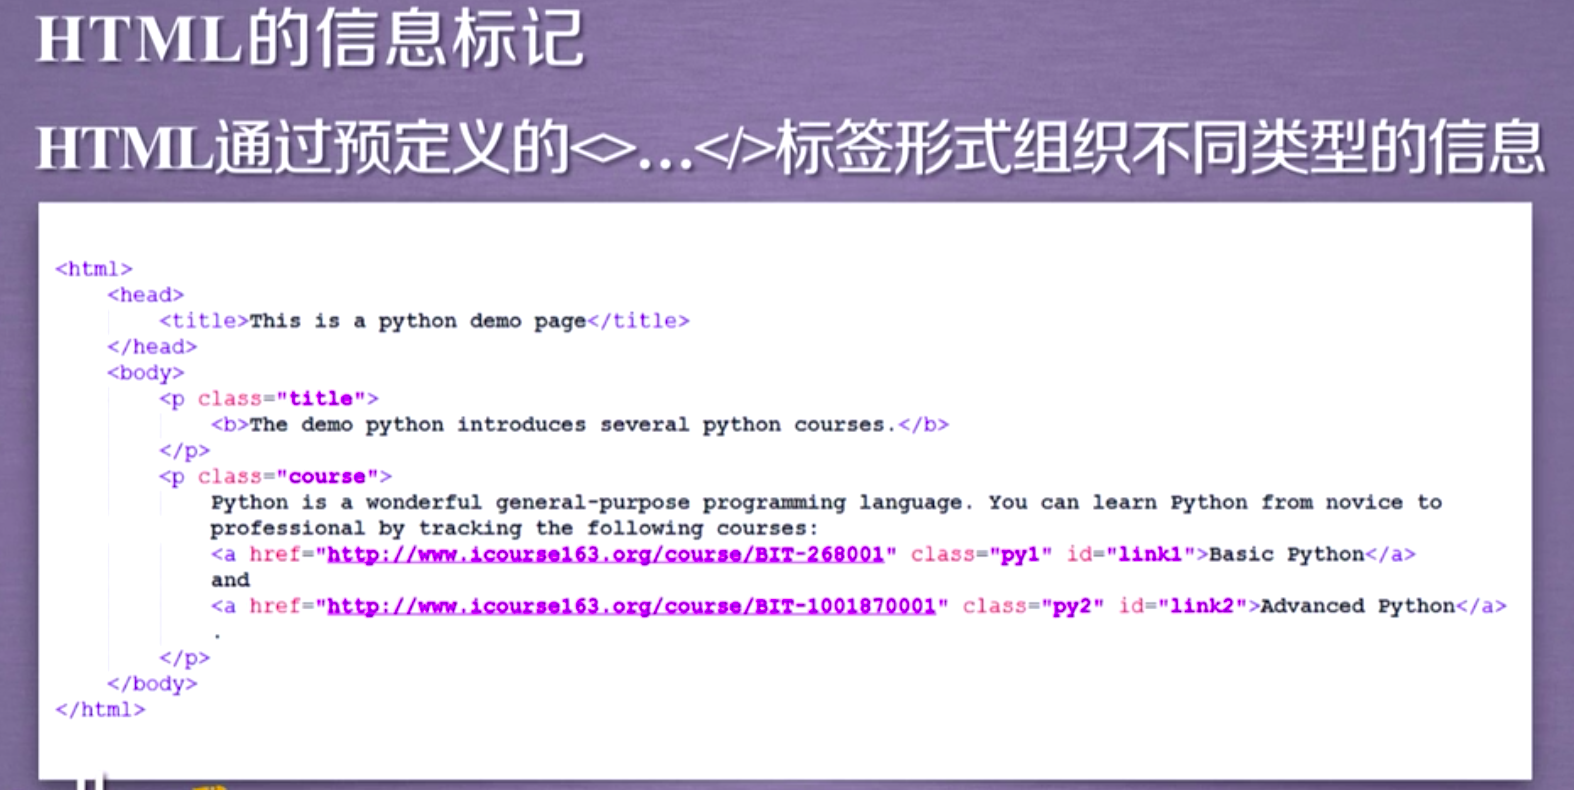 HTML的信息标记
HTML通过预定义的<>…</>标签形式组织不同类型的信息
<html>
<head>
<title>This is a python demo page</title>
</head>
<body>
<p class="title">
<b>The demo python introduces several python courses.</b>
</p>
<p class="course">
Python is a wonderful general-purpose programming language. You can learn Python from novice to
professional by tracking the following courses:
<a href="http://www.icourse163.org/course/BIT-268001" class="py1" id="link1">Basic Python</a>
and
<a href="http://www.icourse163.org/course/BIT-1001870001" class="py2" id="link2">Advanced Python</a>
.
</p>
</body>
</html>